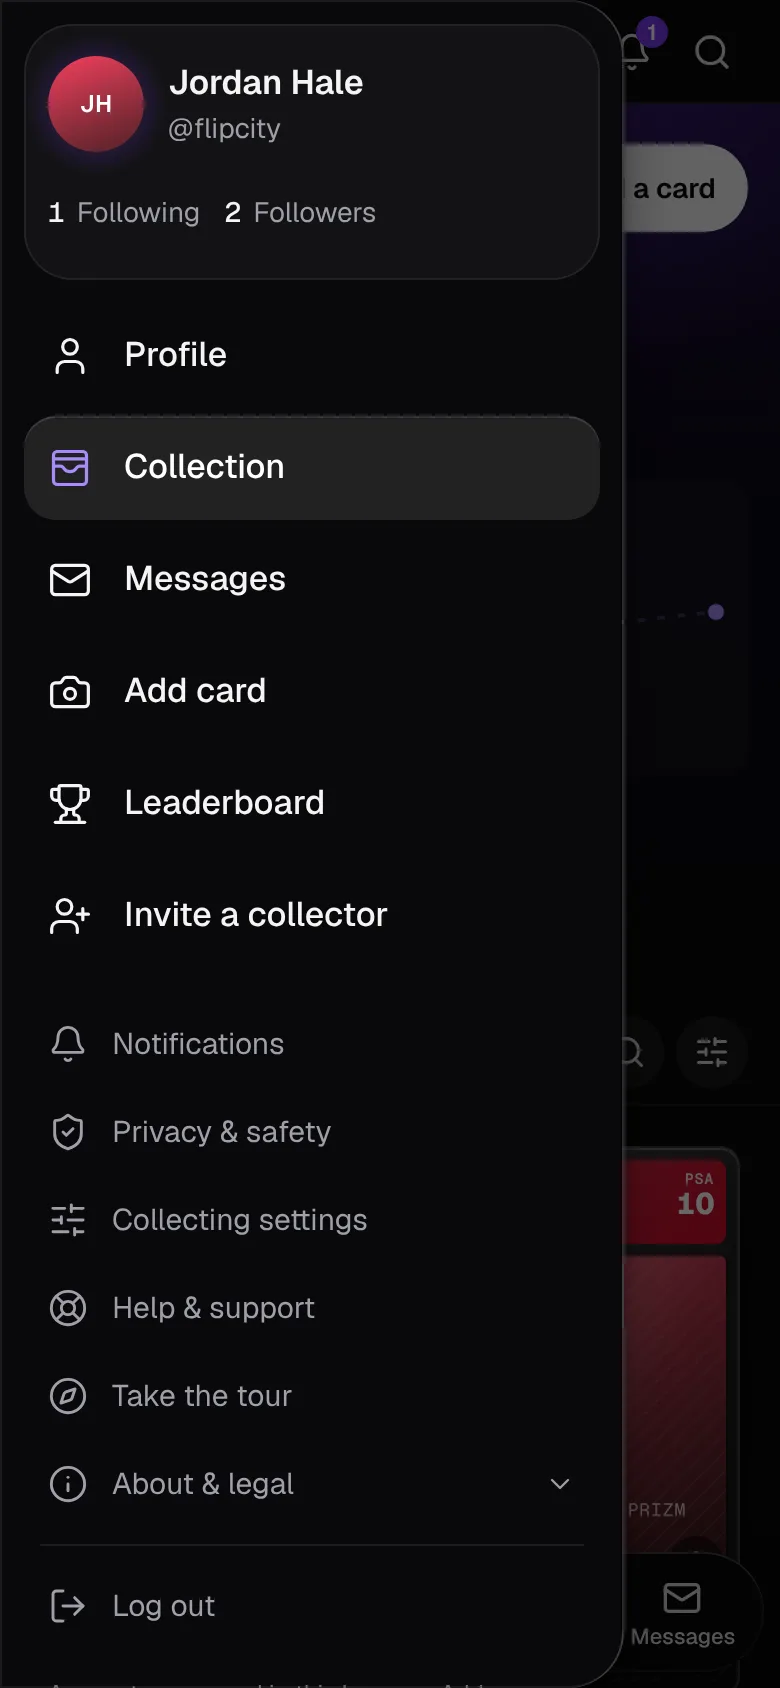 JH
Jordan Hale
@flipcity
1 Following 2 Followers
1
a card
Profile
Collection
Messages
Add card
Leaderboard
Invite a collector
Notifications
Privacy & safety
Collecting settings
PSA
10
Help & support
Take the tour
About & legal
PRIZM
Log out
Messages